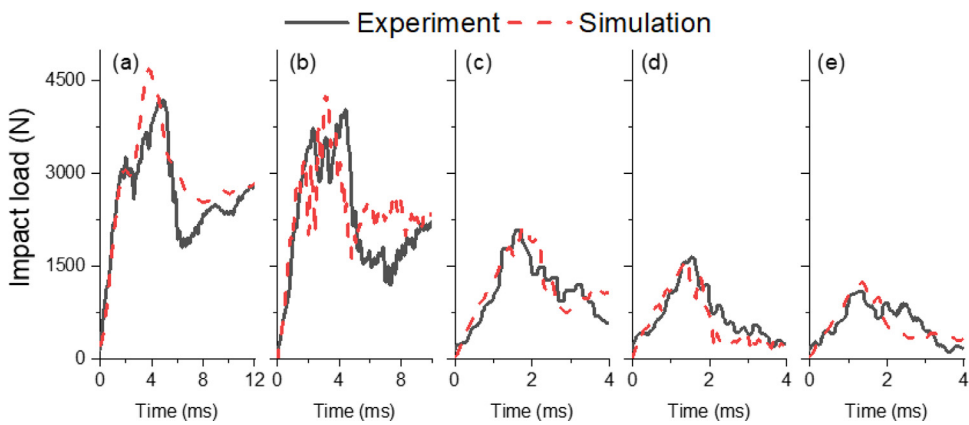 Experiment Simulation
(a) (b) (c) (d) (e)
4500
3000
1500
0
Impact load (N)
0 4 8 12 0 4 8 0 2 4 0 2 4 0 2 4
Time (ms) Time (ms) Time (ms) Time (ms) Time (ms)